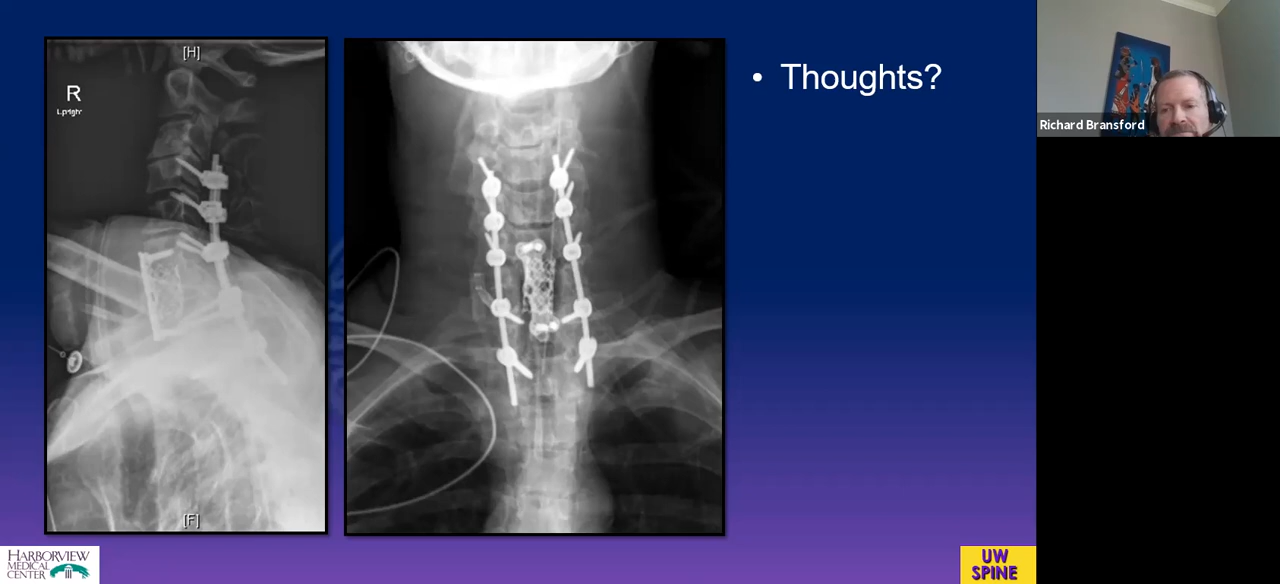 [H]
R
[F]
• Thoughts?
Richard Bransford
HARBORVIEW
MEDICAL
CENTER
UW
SPINE